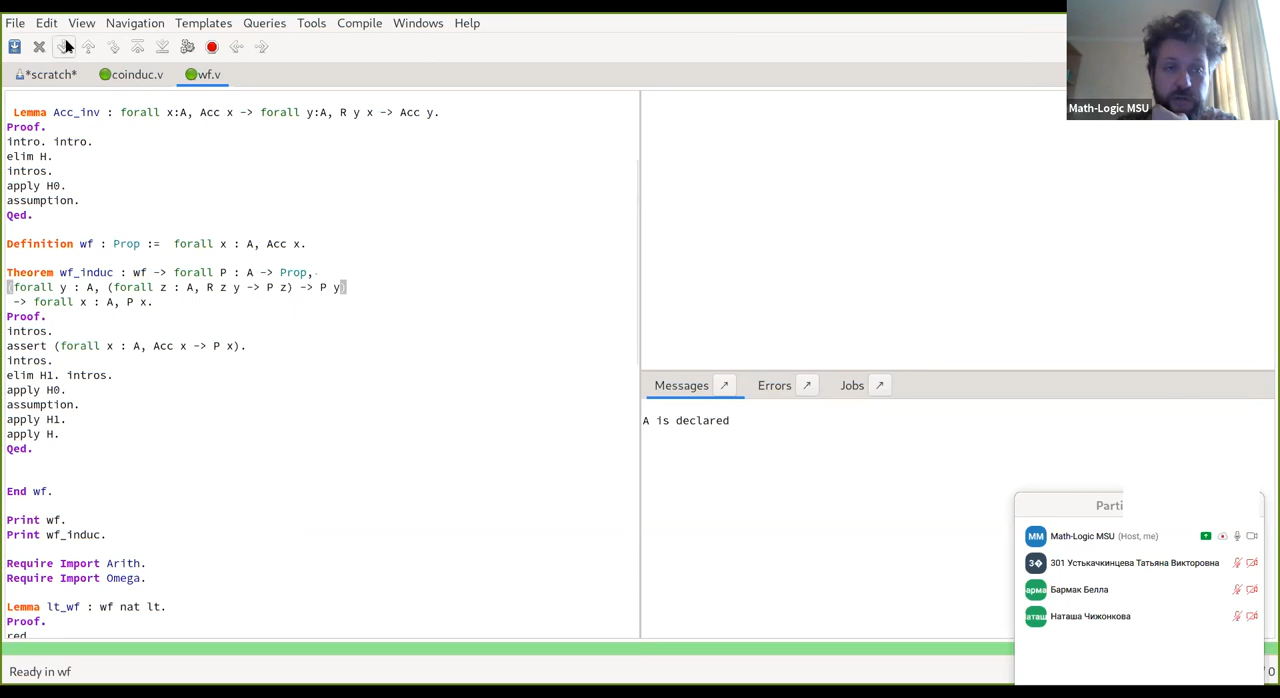 File Edit View Navigation Templates Queries Tools Compile Windows Help
*scratch* coinduc.v wf.v
Math-Logic MSU
Lemma Acc_inv : forall x:A, Acc x -> forall y:A, R y x -> Acc y.
Proof.
intro. intro.
elim H.
intros.
apply H0.
assumption.
Qed.
Definition wf : Prop := forall x : A, Acc x.
Theorem wf_induc : wf -> forall P : A -> Prop,
(forall y : A, (forall z : A, R z y -> P z) -> P y)
-> forall x : A, P x.
Proof.
intros.
assert (forall x : A, Acc x -> P x).
intros.
elim H1. intros.
apply H0.
assumption.
apply H1.
apply H.
Qed.
End wf.
Print wf.
Print wf_induc.
Require Import Arith.
Require Import Omega.
Lemma lt_wf : wf nat lt.
Proof.
red
Messages Errors Jobs
A is declared
Parti
MM Math-Logic MSU (Host, me)
301 Устькачкинцева Татьяна Викторовна
Бармак Белла
Наташа Чижонкова
Ready in wf
/ 0